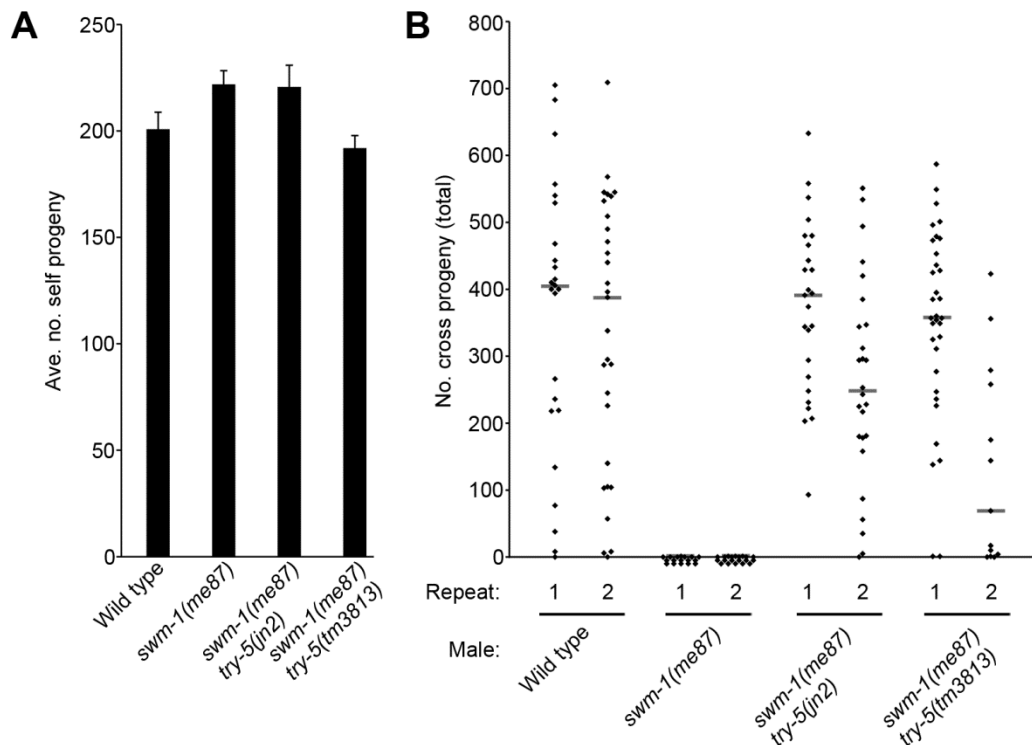 A
250
200
150
100
50
0
Ave. no. self progeny
Wild type
swm-1(me87)
swm-1(me87)
try-5(jn2)
swm-1(me87)
try-5(tm3813)
B
800
700
600
500
400
300
200
100
0
No. cross progeny (total)
Repeat: 1 2 1 2 1 2 1 2
Male:
Wild type
swm-1(me87)
swm-1(me87)
try-5(jn2)
swm-1(me87)
try-5(tm3813)